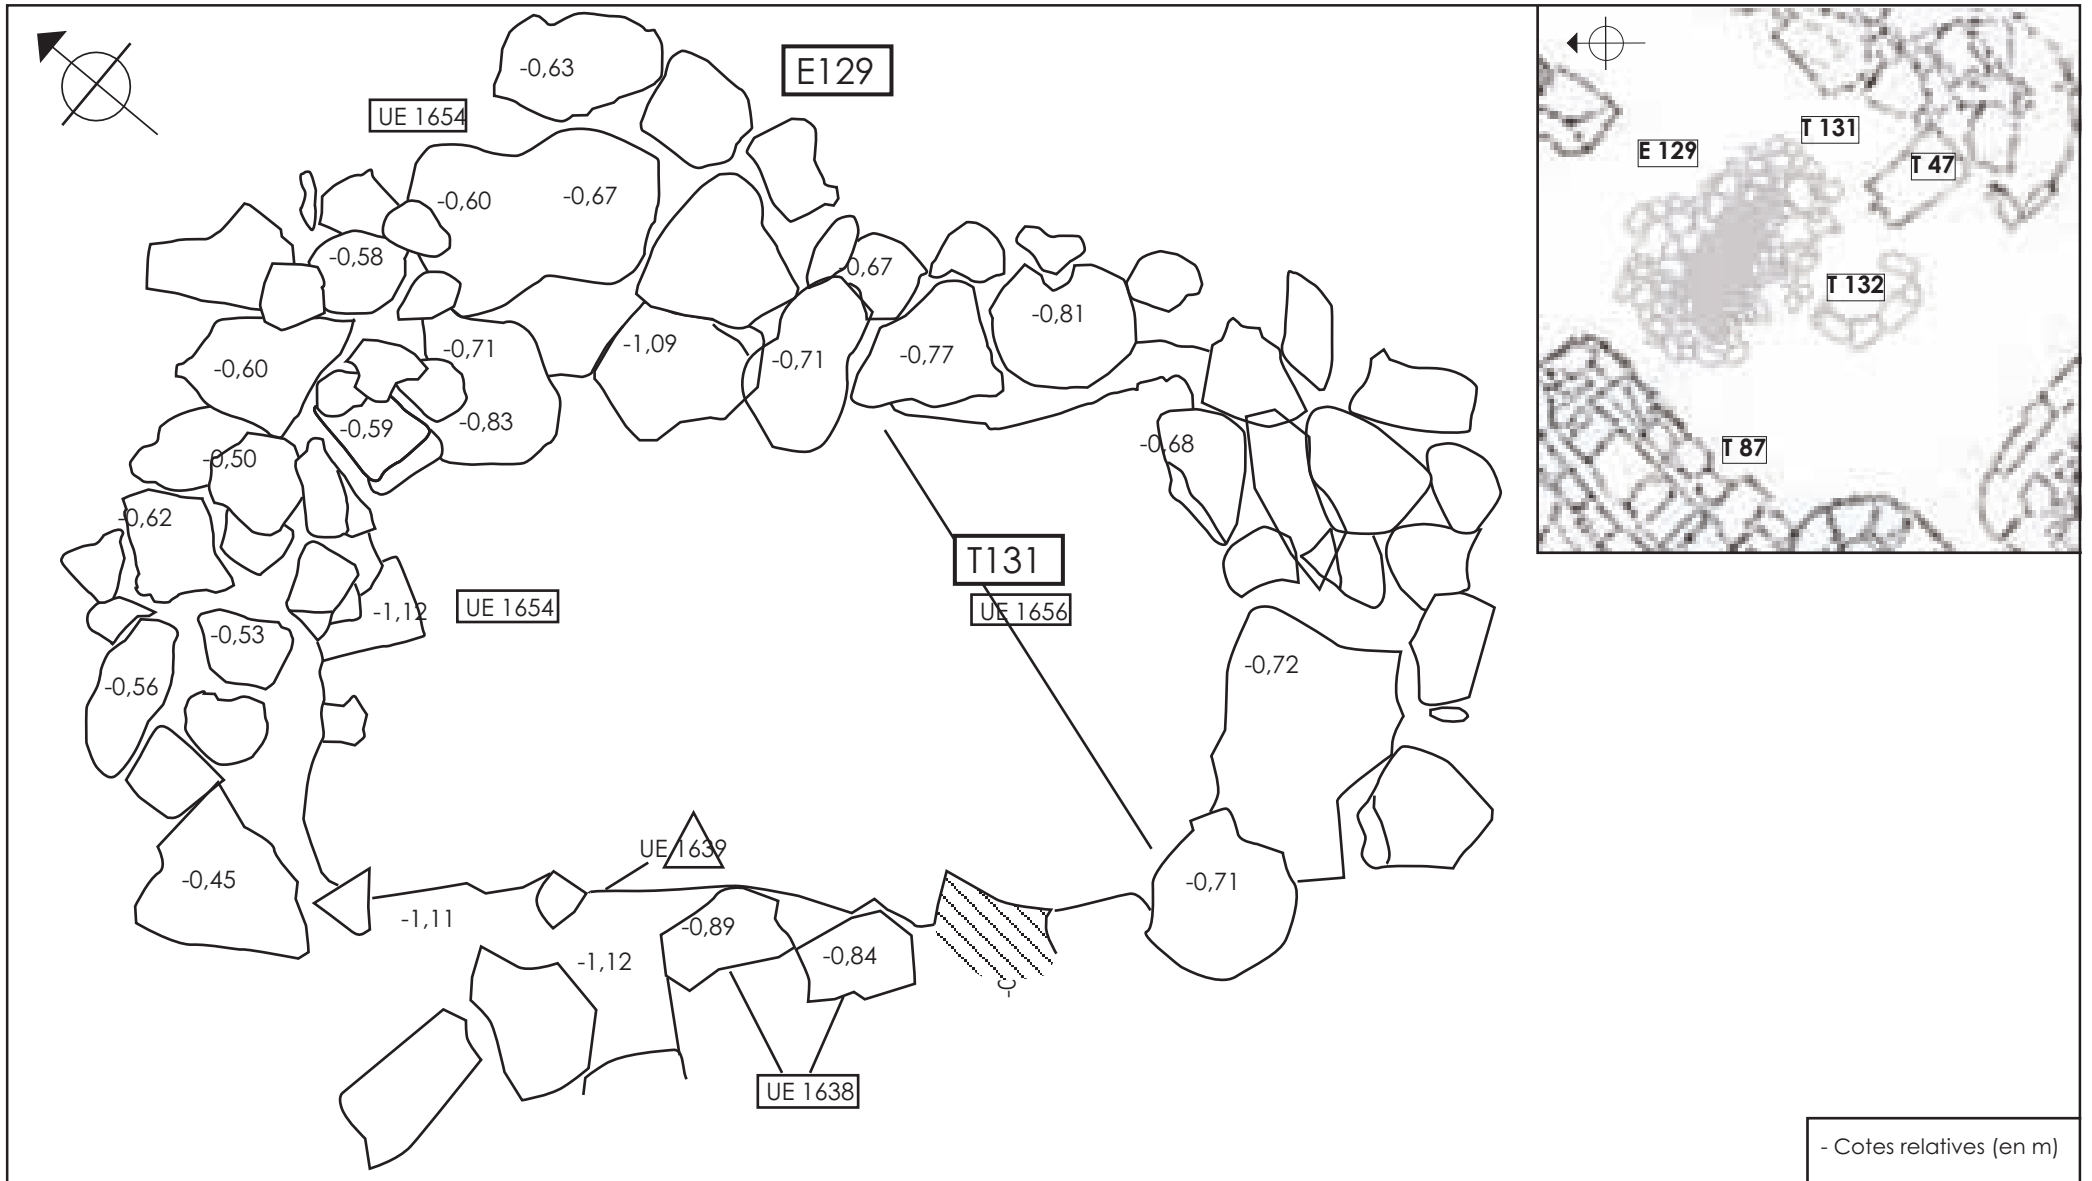 -0,63
E129
UE 1654
-0,60
-0,67
-0,58
-0,67
-0,81
-0,60
-0,71
-1,09
-0,71
-0,77
-0,83
-0,59
-0,50
-0,68
-0,62
T131
-1,12
UE 1654
UE 1656
-0,53
-0,72
-0,56
UE 1639
-0,45
-0,71
-1,11
-0,89
-1,12
-0,84
UE 1638
T 131
E 129
T 47
T 132
T 87
- Cotes relatives (en m)